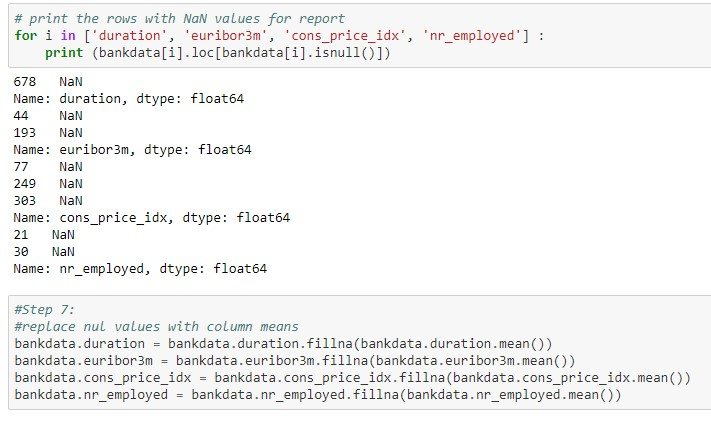 # print the rows with NaN values for report
for i in ['duration', 'euribor3m', 'cons_price_idx', 'nr_employed'] :
    print (bankdata[i].loc[bankdata[i].isnull()])
678   NaN
Name: duration, dtype: float64
44    NaN
193   NaN
Name: euribor3m, dtype: float64
77    NaN
249   NaN
303   NaN
Name: cons_price_idx, dtype: float64
21   NaN
30   NaN
Name: nr_employed, dtype: float64
#Step 7:
#replace nul values with column means
bankdata.duration = bankdata.duration.fillna(bankdata.duration.mean())
bankdata.euribor3m = bankdata.euribor3m.fillna(bankdata.euribor3m.mean())
bankdata.cons_price_idx = bankdata.cons_price_idx.fillna(bankdata.cons_price_idx.mean())
bankdata.nr_employed = bankdata.nr_employed.fillna(bankdata.nr_employed.mean())